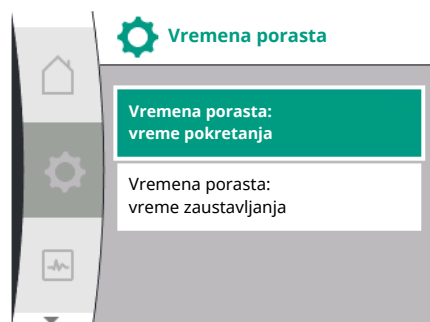 Vremena porasta
Vremena porasta:
vreme pokretanja
Vremena porasta:
vreme zaustavljanja